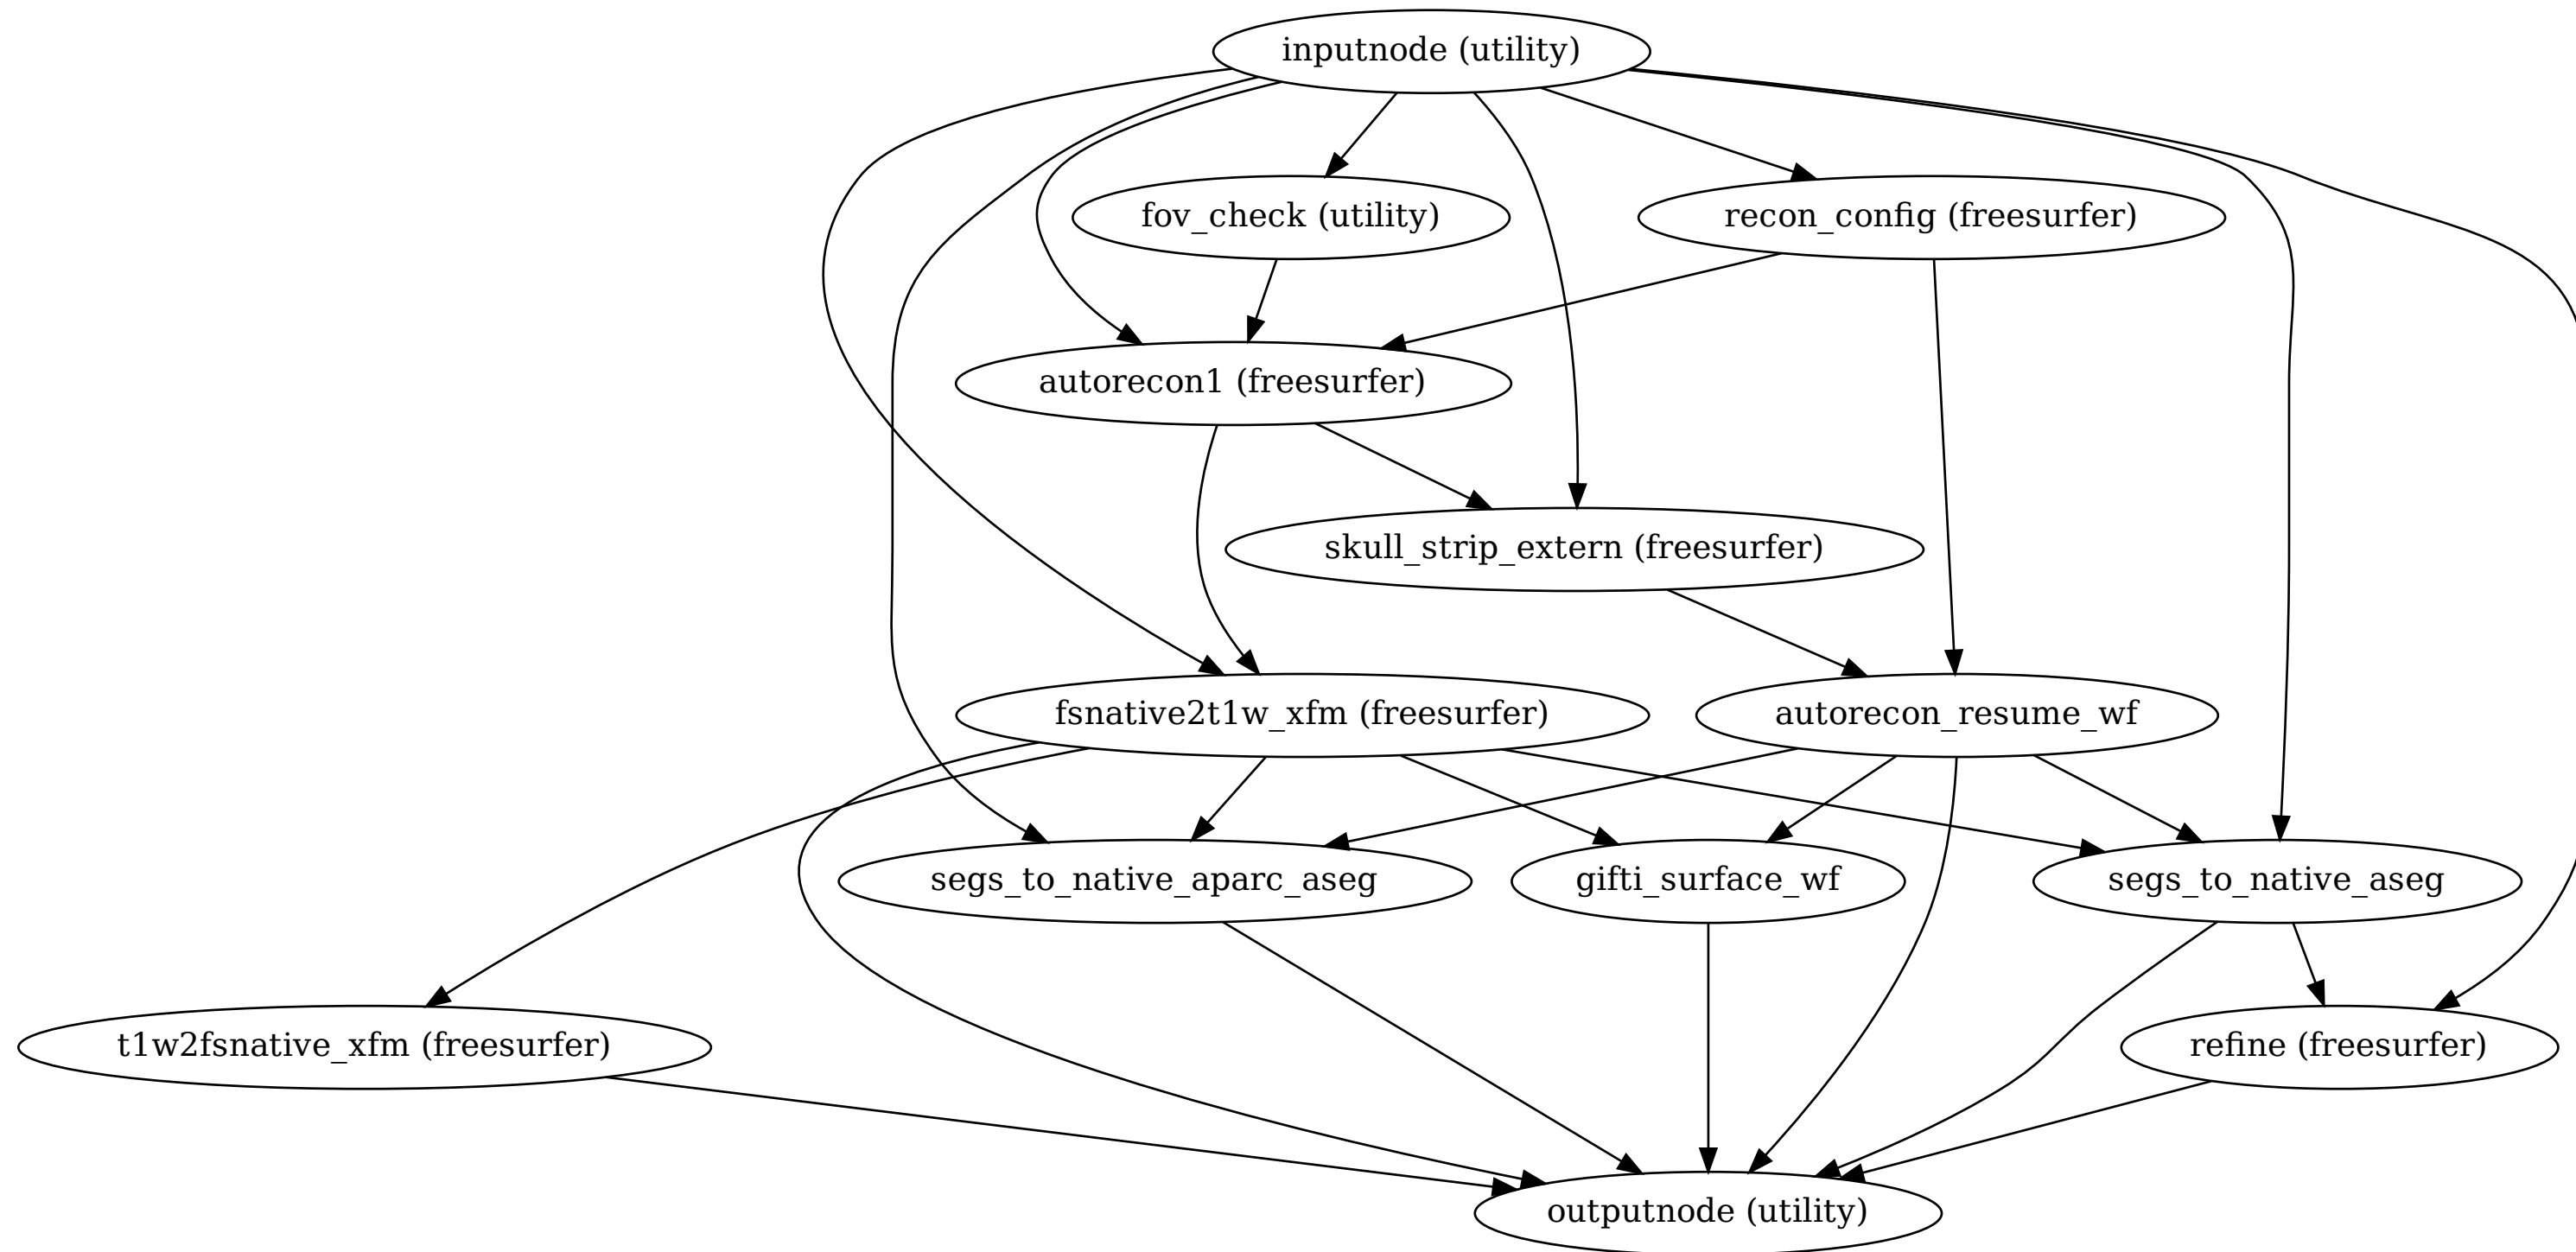 inputnode (utility)
fov_check (utility)
recon_config (freesurfer)
autorecon1 (freesurfer)
skull_strip_extern (freesurfer)
fsnative2t1w_xfm (freesurfer)
autorecon_resume_wf
segs_to_native_aparc_aseg
gifti_surface_wf
segs_to_native_aseg
t1w2fsnative_xfm (freesurfer)
refine (freesurfer)
outputnode (utility)